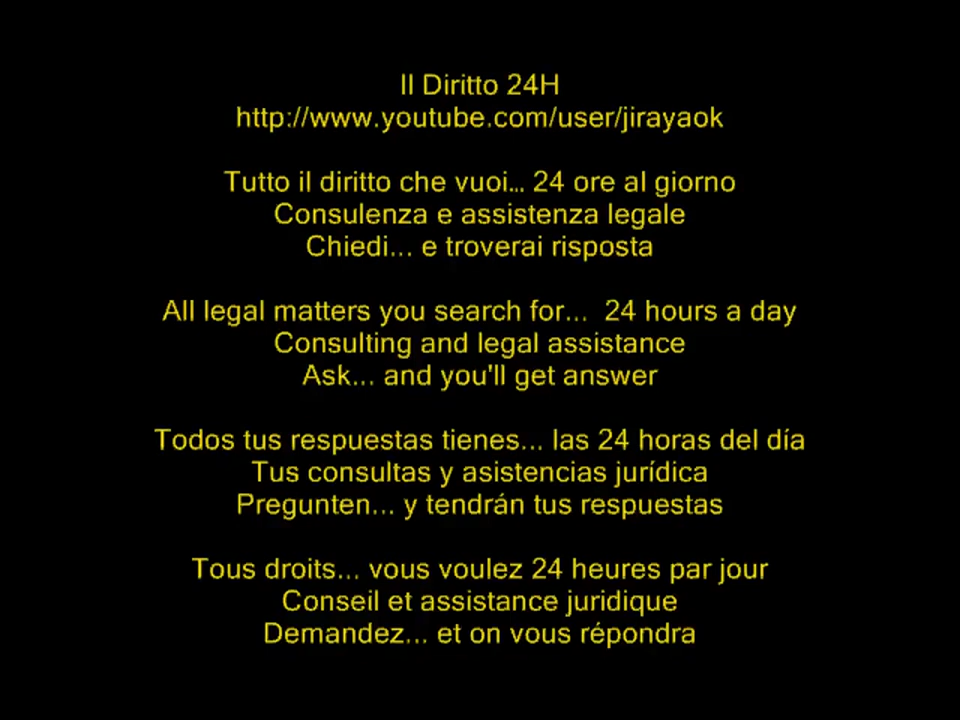 Il Diritto 24H
http://www.youtube.com/user/jirayaok
Tutto il diritto che vuoi... 24 ore al giorno
Consulenza e assistenza legale
Chiedi... e troverai risposta
All legal matters you search for...  24 hours a day
Consulting and legal assistance
Ask... and you'll get answer
Todos tus respuestas tienes... las 24 horas del día
Tus consultas y asistencias jurídica
Pregunten... y tendrán tus respuestas
Tous droits... vous voulez 24 heures par jour
Conseil et assistance juridique
Demandez... et on vous répondra